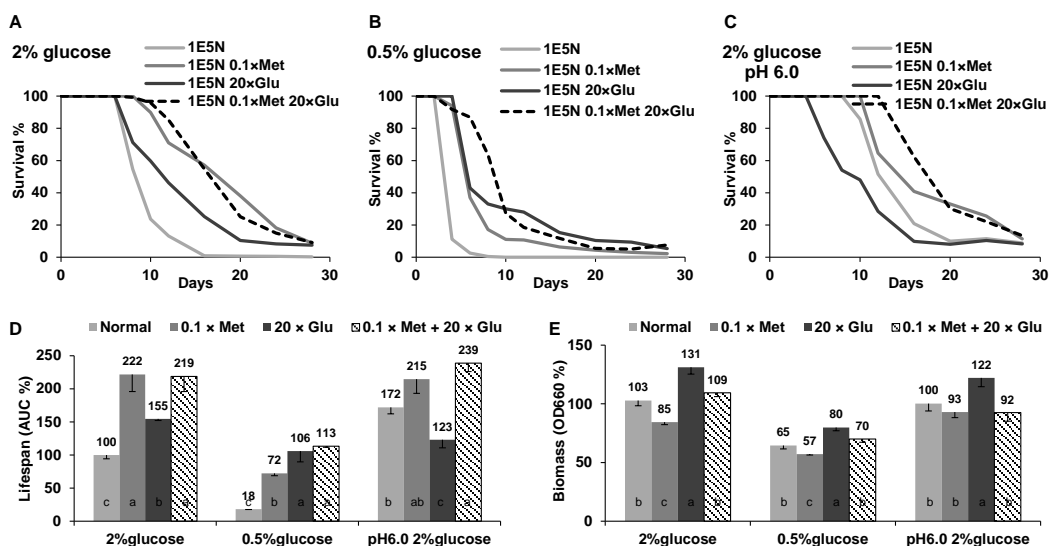 A
2% glucose
1E5N
1E5N 0.1×Met
1E5N 20×Glu
1E5N 0.1×Met 20×Glu
100
80
60
40
20
0
Survival %
0 10 20 30
Days
B
0.5% glucose
1E5N
1E5N 0.1×Met
1E5N 20×Glu
1E5N 0.1×Met 20×Glu
100
80
60
40
20
0
Survival %
0 10 20 30
Days
C
2% glucose
pH 6.0
1E5N
1E5N 0.1×Met
1E5N 20×Glu
1E5N 0.1×Met 20×Glu
100
80
60
40
20
0
Survival %
0 10 20 30
Days
D
Normal 0.1 × Met 20 × Glu 0.1 × Met + 20 × Glu
250
200
150
100
50
0
Lifespan (AUC %)
100 222 155 219
18 72 106 113
172 215 123 239
c a b a
c b a a
b ab c a
2%glucose 0.5%glucose pH6.0 2%glucose
E
Normal 0.1 × Met 20 × Glu 0.1 × Met + 20 × Glu
150
100
50
0
Biomass (OD660 %)
103 85 131 109
65 57 80 70
100 93 122 92
b c a b
b c a b
b b a b
2%glucose 0.5%glucose pH6.0 2%glucose